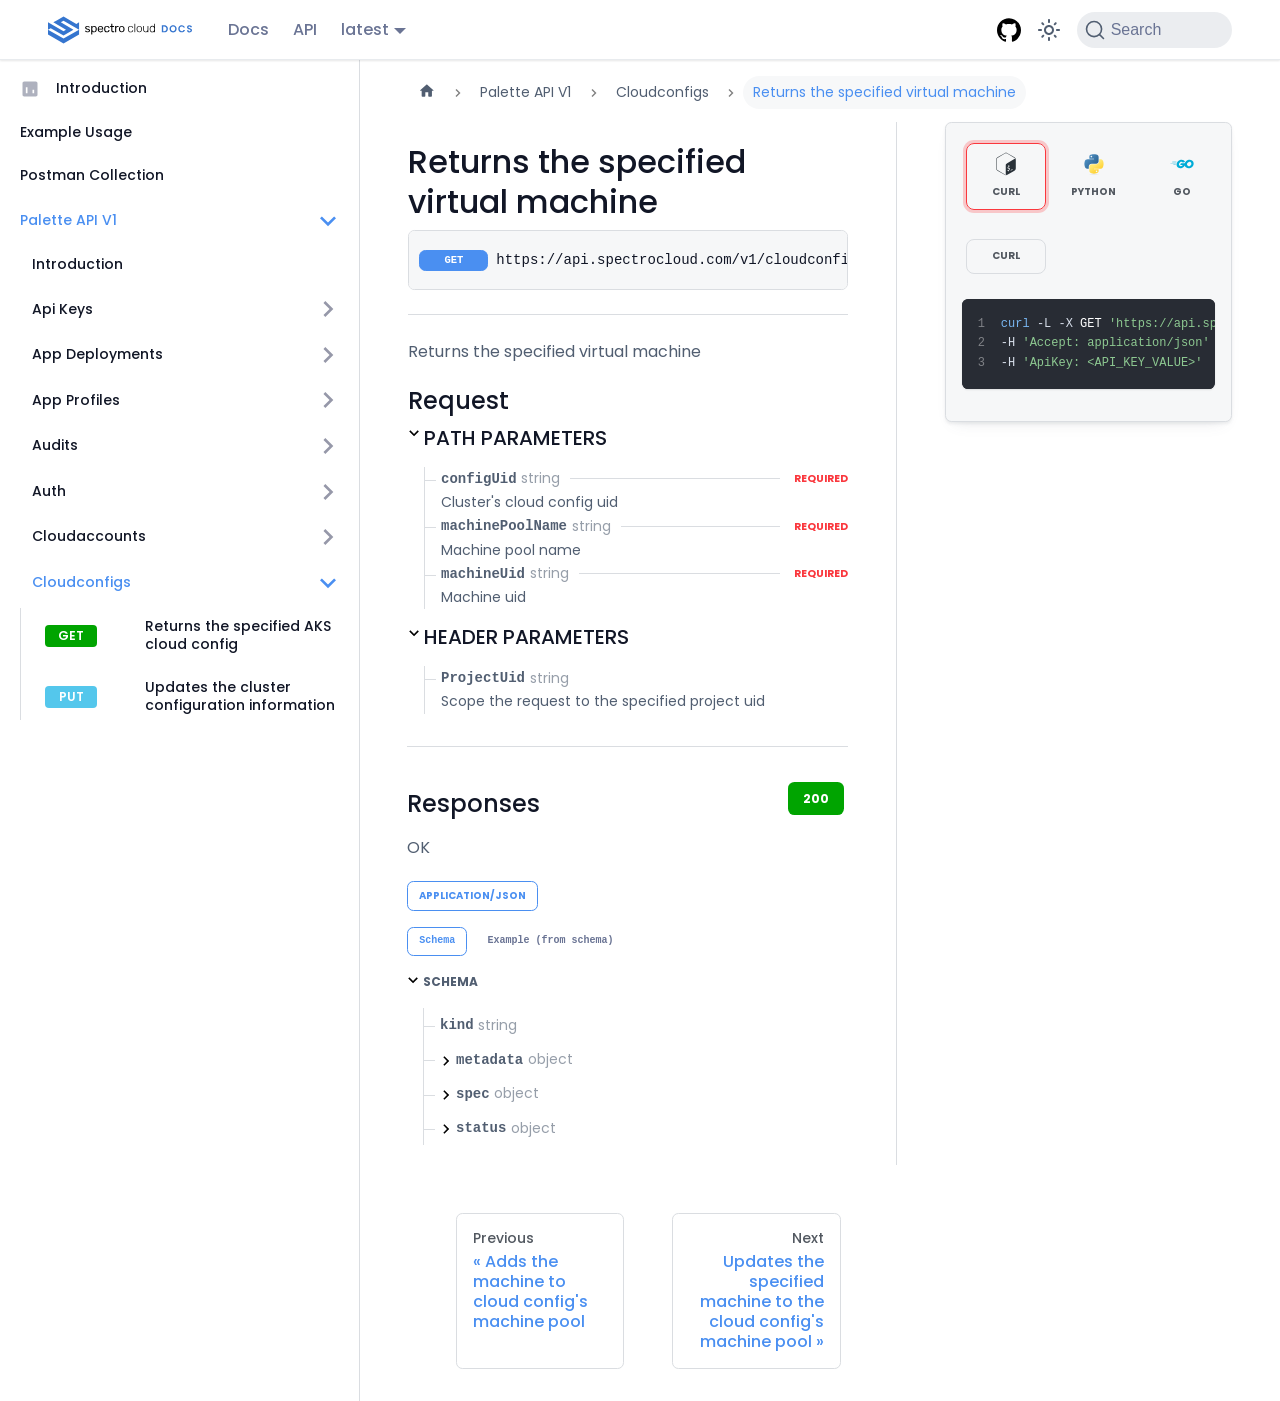 spectro cloud DOCS
Docs
API
latest
Search
Introduction
Example Usage
Postman Collection
Palette API V1
Introduction
Api Keys
App Deployments
App Profiles
Audits
Auth
Cloudaccounts
Cloudconfigs
GET
Returns the specified AKS
cloud config
PUT
Updates the cluster
configuration information
Palette API V1
Cloudconfigs
Returns the specified virtual machine
Returns the specified
virtual machine
GET
https://api.spectrocloud.com/v1/cloudconfi
Returns the specified virtual machine
Request
PATH PARAMETERS
configUid string REQUIRED
Cluster's cloud config uid
machinePoolName string REQUIRED
Machine pool name
machineUid string REQUIRED
Machine uid
HEADER PARAMETERS
ProjectUid string
Scope the request to the specified project uid
Responses
200
OK
APPLICATION/JSON
Schema
Example (from schema)
SCHEMA
kind string
metadata object
spec object
status object
Previous
« Adds the
machine to
cloud config's
machine pool
Next
Updates the
specified
machine to the
cloud config's
machine pool »
CURL
PYTHON
GO
GO
CURL
1 curl -L -X GET 'https://api.sp
2 -H 'Accept: application/json'
3 -H 'ApiKey: <API_KEY_VALUE>'